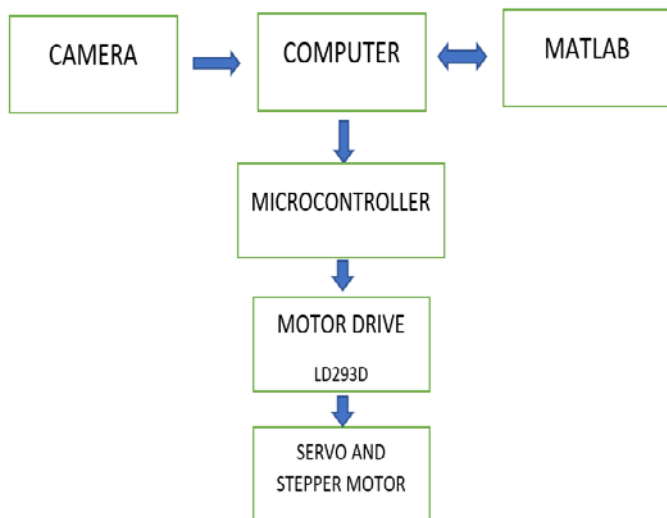 CAMERA
COMPUTER
MATLAB
MICROCONTROLLER
MOTOR DRIVE
LD293D
SERVO AND
STEPPER MOTOR